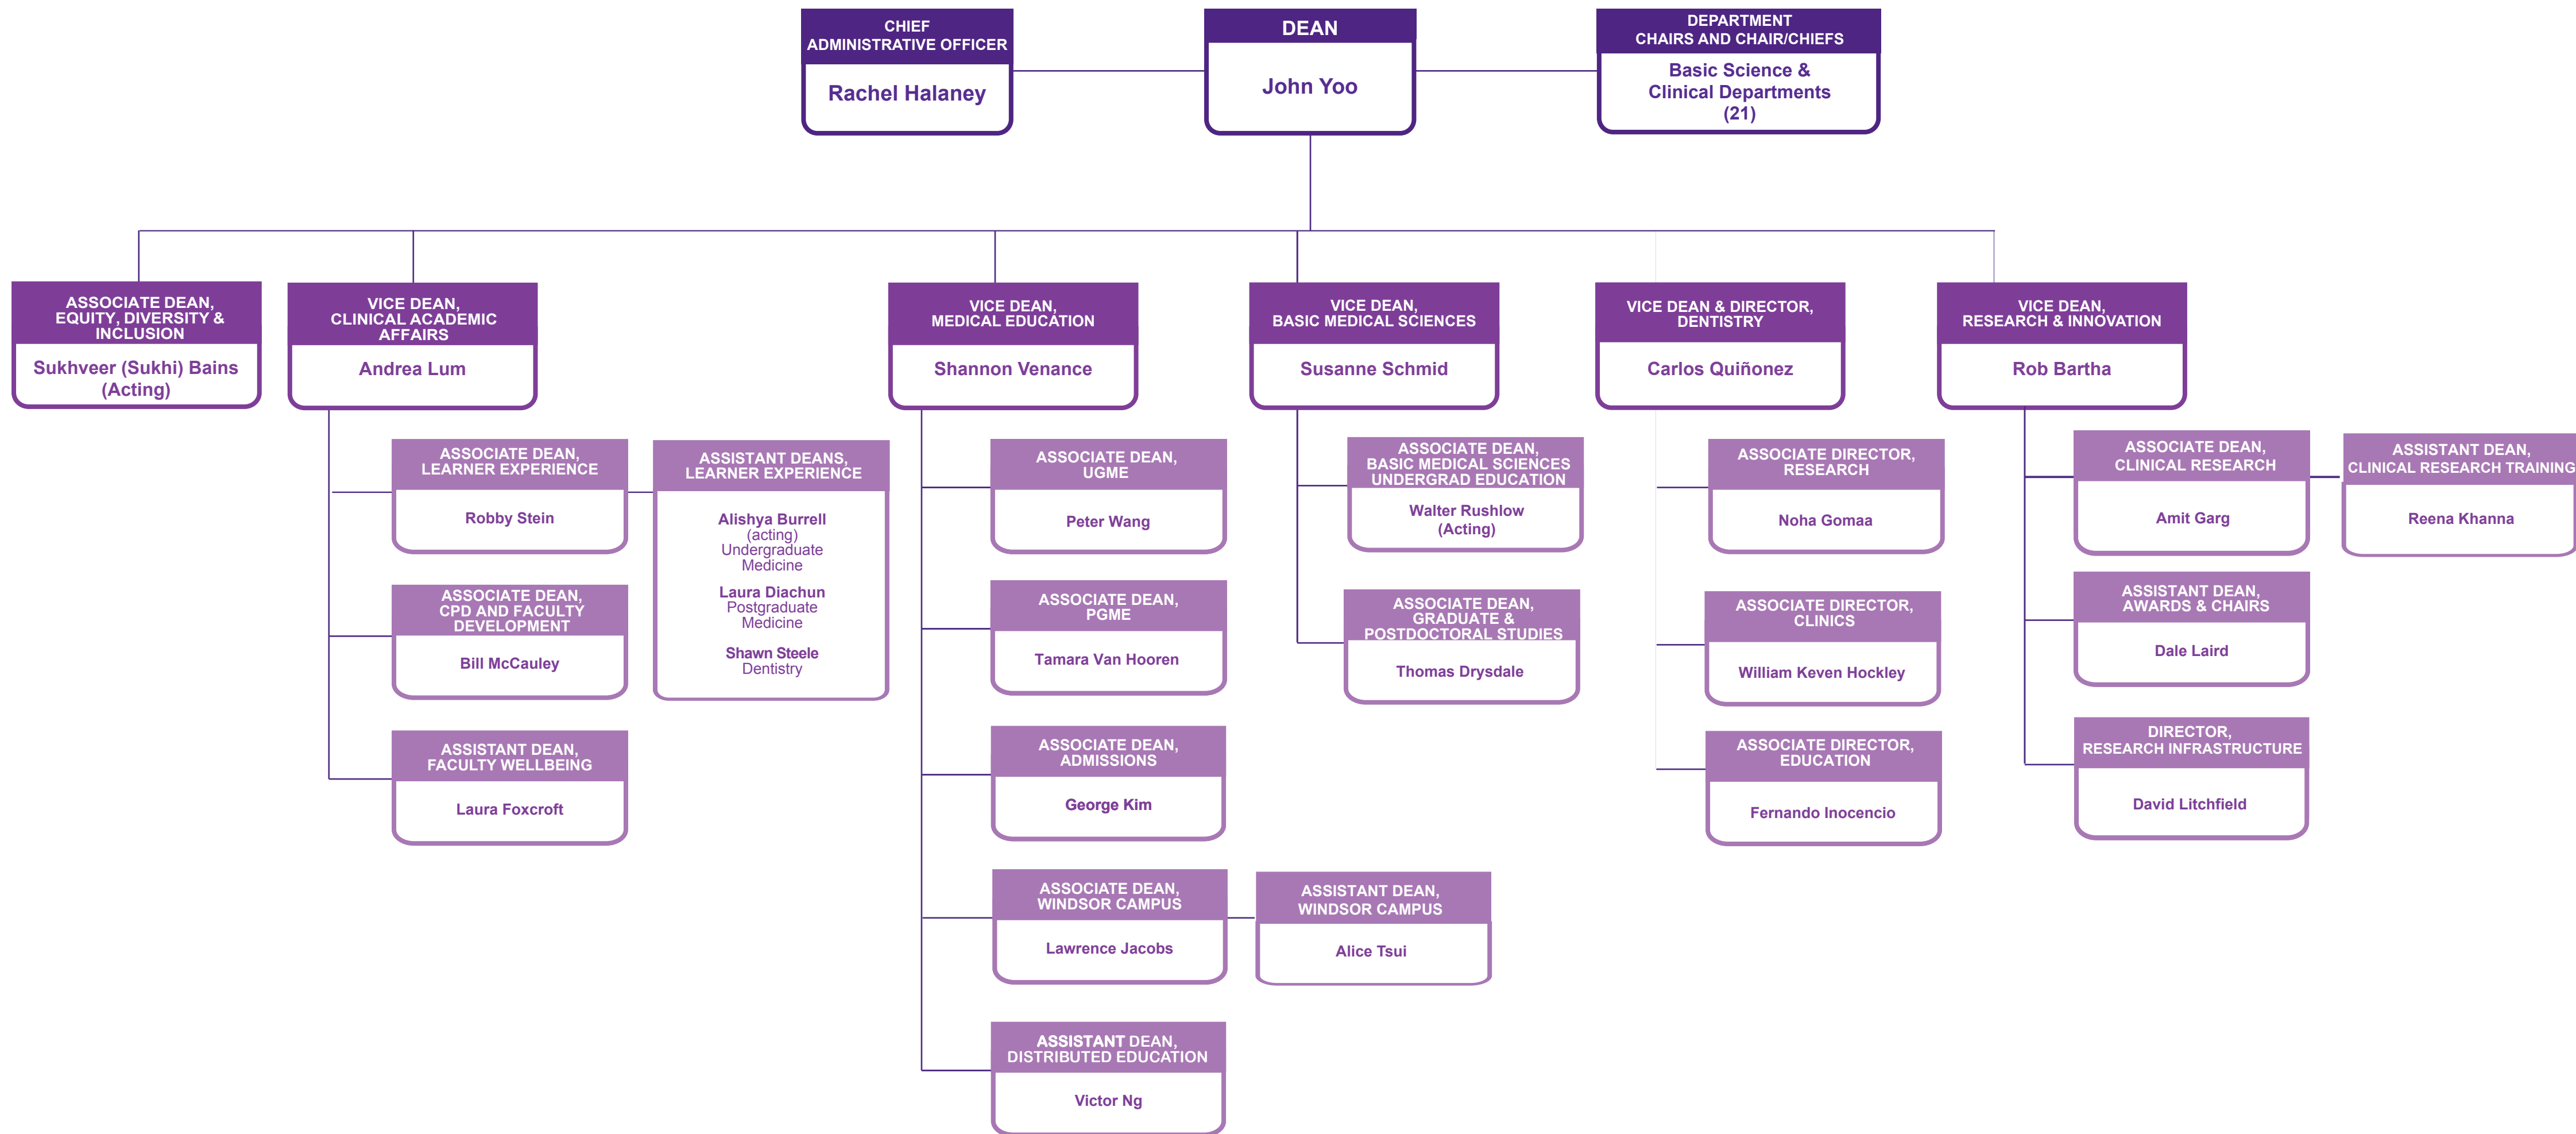 CHIEF
ADMINISTRATIVE OFFICER
Rachel Halaney
DEAN
John Yoo
DEPARTMENT
CHAIRS AND CHAIR/CHIEFS
Basic Science &
Clinical Departments
(21)
ASSOCIATE DEAN,
EQUITY, DIVERSITY &
INCLUSION
Sukhveer (Sukhi) Bains
(Acting)
VICE DEAN,
CLINICAL ACADEMIC
AFFAIRS
Andrea Lum
VICE DEAN,
MEDICAL EDUCATION
Shannon Venance
VICE DEAN,
BASIC MEDICAL SCIENCES
Susanne Schmid
VICE DEAN & DIRECTOR,
DENTISTRY
Carlos Quiñonez
VICE DEAN,
RESEARCH & INNOVATION
Rob Bartha
ASSOCIATE DEAN,
LEARNER EXPERIENCE
Robby Stein
ASSISTANT DEANS,
LEARNER EXPERIENCE
Alishya Burrell
(acting)
Undergraduate
Medicine
Laura Diachun
Postgraduate
Medicine
Shawn Steele
Dentistry
ASSOCIATE DEAN,
CPD AND FACULTY
DEVELOPMENT
Bill McCauley
ASSISTANT DEAN,
FACULTY WELLBEING
Laura Foxcroft
ASSOCIATE DEAN,
UGME
Peter Wang
ASSOCIATE DEAN,
PGME
Tamara Van Hooren
ASSOCIATE DEAN,
ADMISSIONS
George Kim
ASSOCIATE DEAN,
WINDSOR CAMPUS
Lawrence Jacobs
ASSISTANT DEAN,
WINDSOR CAMPUS
Alice Tsui
ASSISTANT DEAN,
DISTRIBUTED EDUCATION
Victor Ng
ASSOCIATE DEAN,
BASIC MEDICAL SCIENCES
UNDERGRAD EDUCATION
Walter Rushlow
(Acting)
ASSOCIATE DEAN,
GRADUATE &
POSTDOCTORAL STUDIES
Thomas Drysdale
ASSOCIATE DIRECTOR,
RESEARCH
Noha Gomaa
ASSOCIATE DIRECTOR,
CLINICS
William Keven Hockley
ASSOCIATE DIRECTOR,
EDUCATION
Fernando Inocencio
ASSOCIATE DEAN,
CLINICAL RESEARCH
Amit Garg
ASSISTANT DEAN,
CLINICAL RESEARCH TRAINING
Reena Khanna
ASSISTANT DEAN,
AWARDS & CHAIRS
Dale Laird
DIRECTOR,
RESEARCH INFRASTRUCTURE
David Litchfield